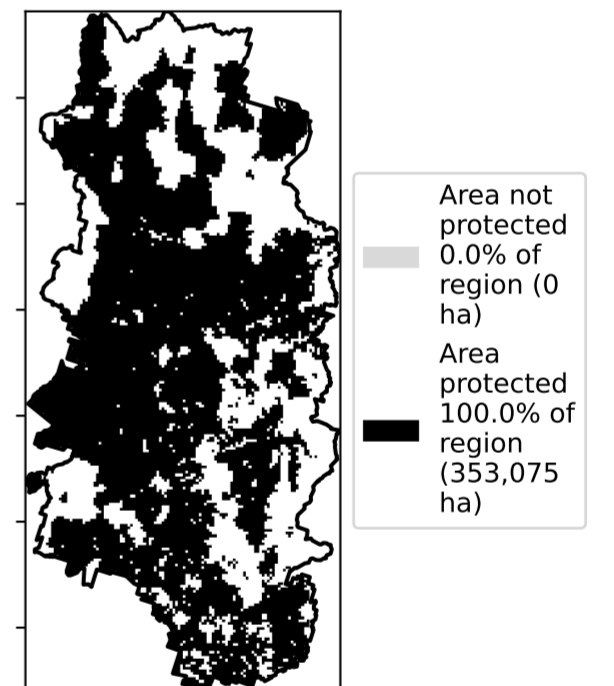 Area not
protected
0.0% of
region (0
ha)
Area
protected
100.0% of
region
(353,075
ha)